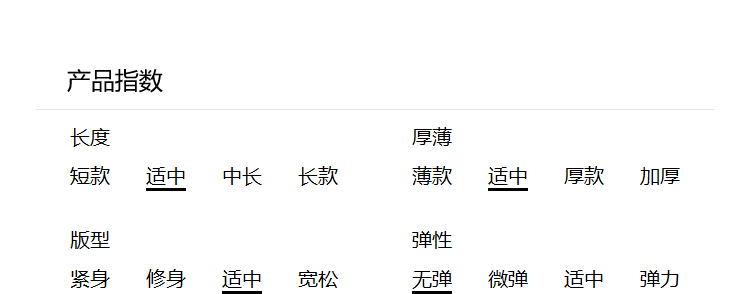 产品指数
长度 厚薄
短款 适中 中长 长款 薄款 适中 厚款 加厚
版型 弹性
紧身 修身 适中 宽松 无弹 微弹 适中 弹力